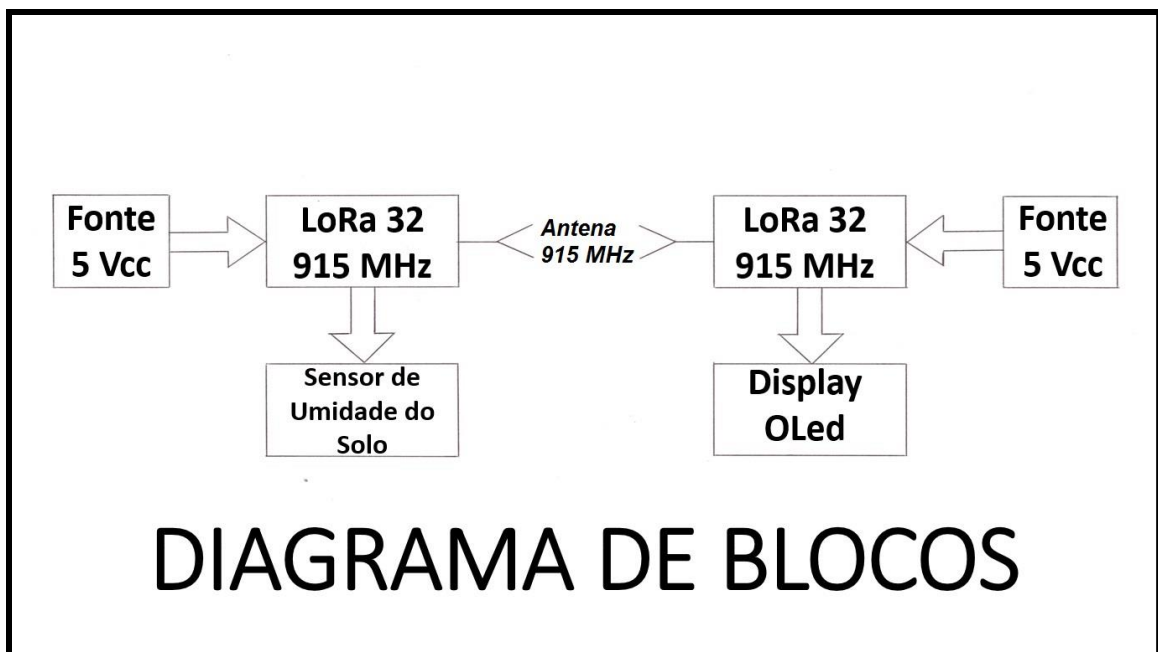 Fonte
5 Vcc
LoRa 32
915 MHz
Antena
915 MHz
LoRa 32
915 MHz
Fonte
5 Vcc
Sensor de
Umidade do
Solo
Display
OLed
DIAGRAMA DE BLOCOS